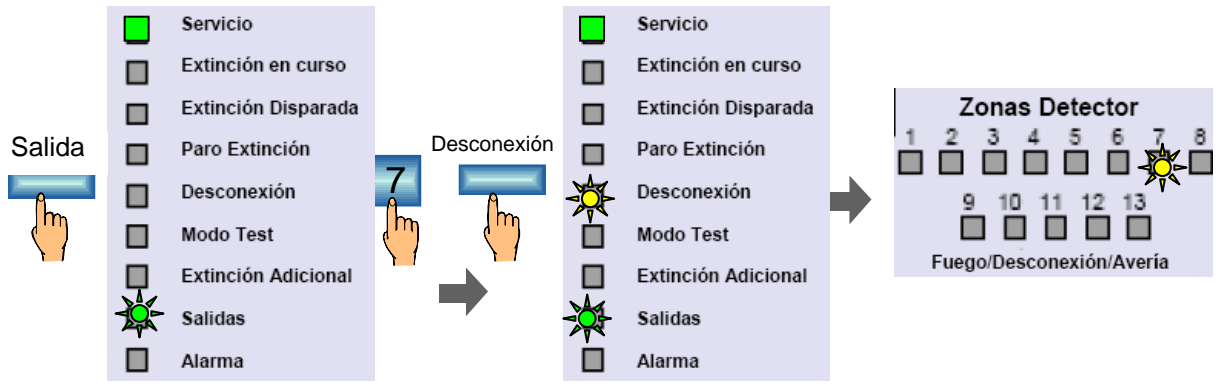 Salida
Servicio
Extinción en curso
Extinción Disparada
Paro Extinción
Desconexión
Modo Test
Extinción Adicional
Salidas
Alarma
7
Desconexión
Servicio
Extinción en curso
Extinción Disparada
Paro Extinción
Desconexión
Modo Test
Extinción Adicional
Salidas
Alarma
Zonas Detector
1 2 3 4 5 6 7 8
9 10 11 12 13
Fuego/Desconexión/Avería